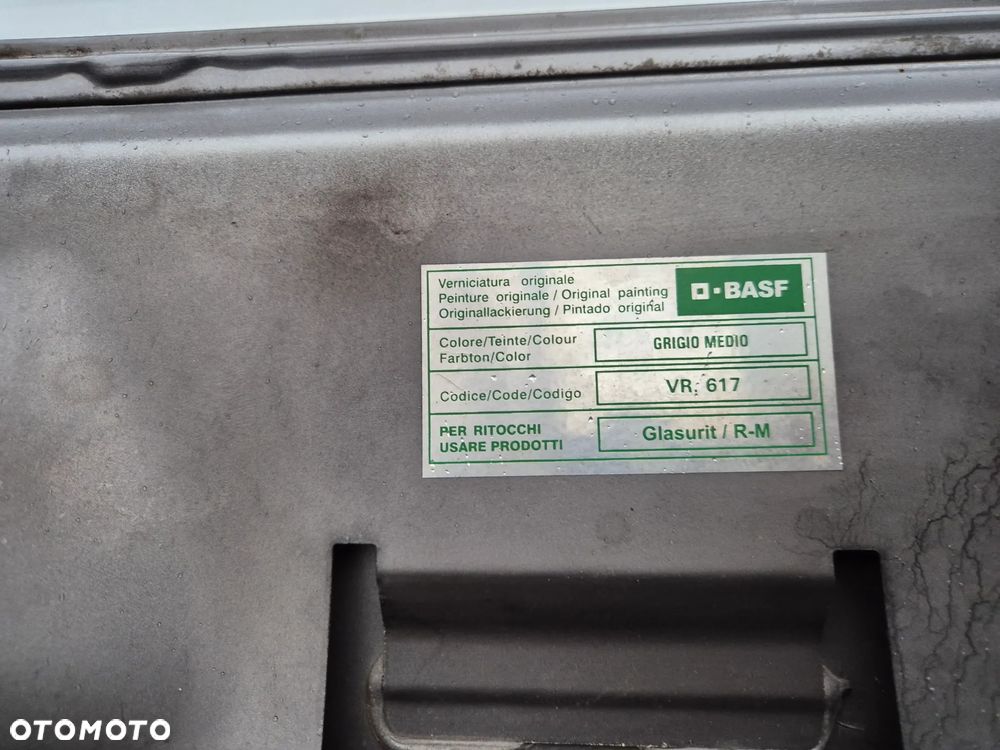 Verniciatura originale
Peinture originale / Original painting
Originallackierung / Pintado original
BASF
Colore/Teinte/Colour
Farbton/Color
GRIGIO MEDIO
Codice/Code/Codigo
VR. 617
PER RITOCCHI
USARE PRODOTTI
Glasurit / R-M
OTOMOTO